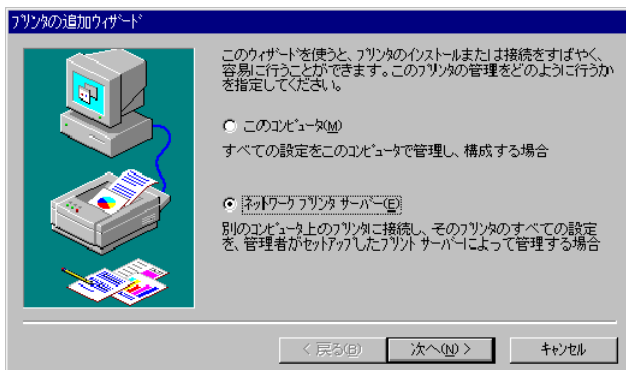 プリンタの追加ウィザード
このウィザードを使うと、プリンタのインストールまたは接続をすばやく、
容易に行うことができます。このプリンタの管理をどのように行うか
を指定してください。
このコンピュータ(M)
すべての設定をこのコンピュータで管理し、構成する場合
ネットワーク プリンタ サーバー(E)
別のコンピュータ上のプリンタに接続し、そのプリンタのすべての設定
を、管理者がセットアップしたプリント サーバーによって管理する場合
< 戻る(B)
次へ(N) >
キャンセル